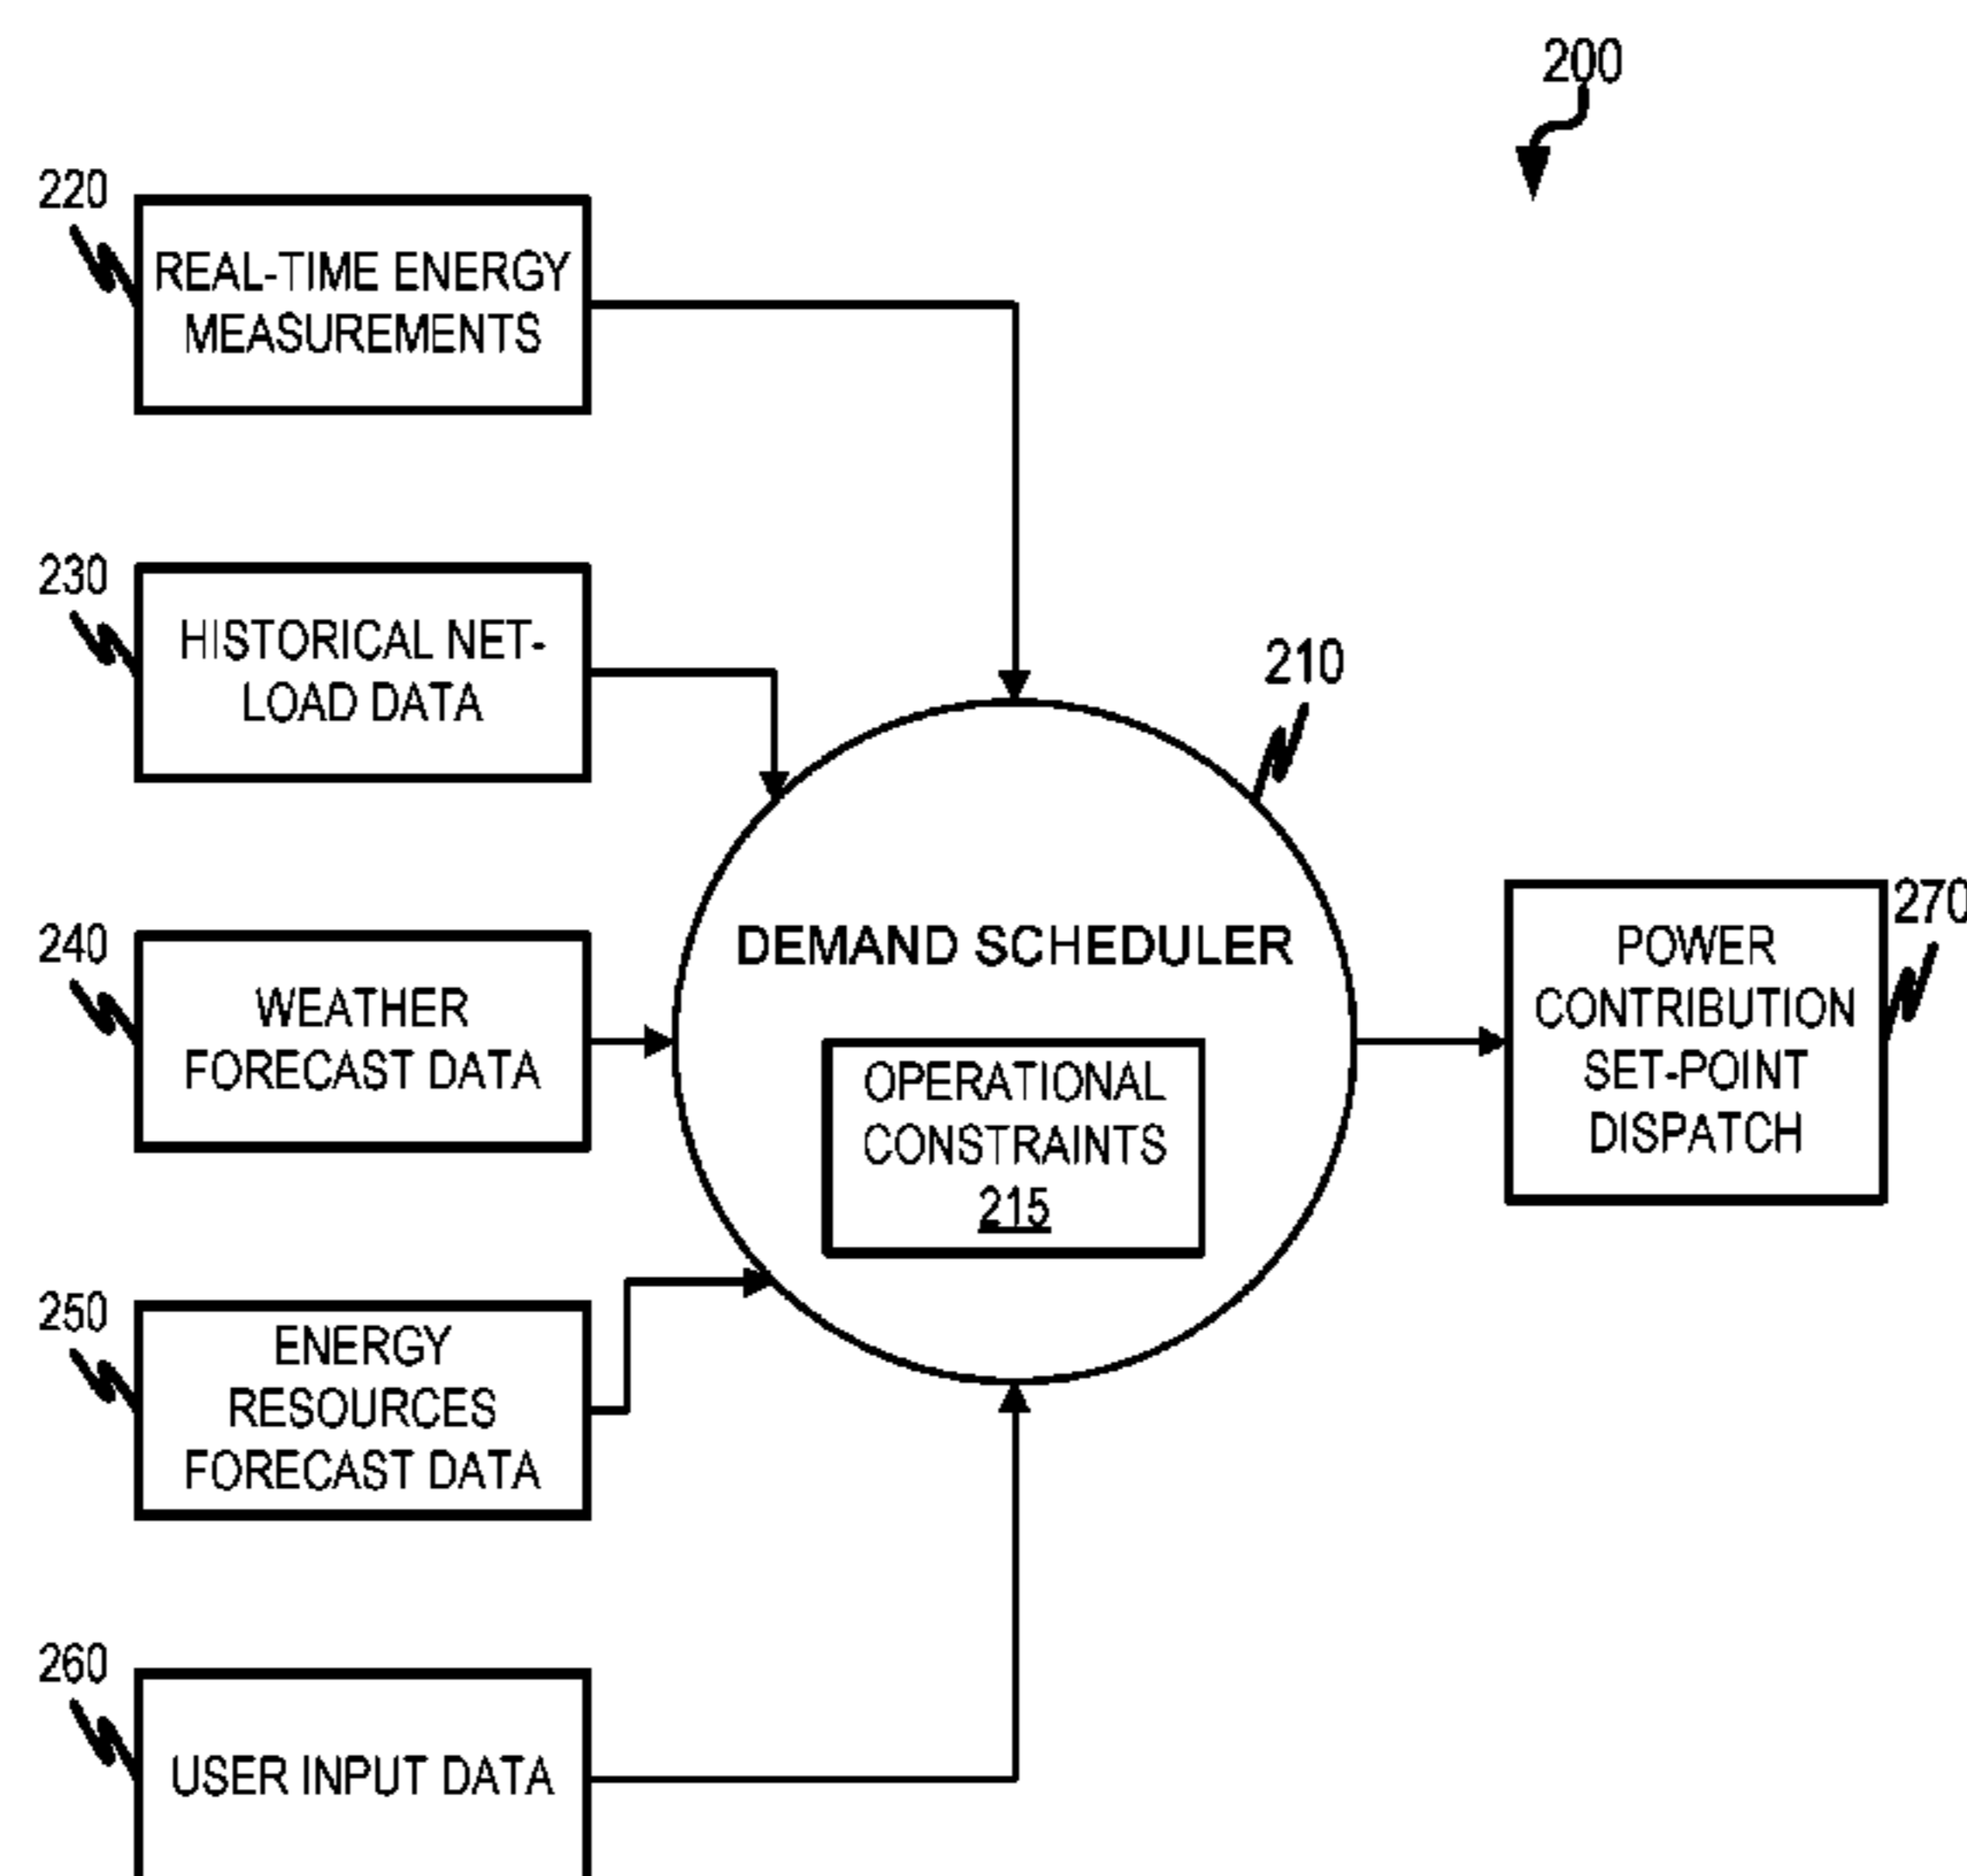 200
220
REAL-TIME ENERGY
MEASUREMENTS
230
HISTORICAL NET-
LOAD DATA
210
240
WEATHER
FORECAST DATA
DEMAND SCHEDULER
OPERATIONAL
CONSTRAINTS
215
270
POWER
CONTRIBUTION
SET-POINT
DISPATCH
250
ENERGY
RESOURCES
FORECAST DATA
260
USER INPUT DATA